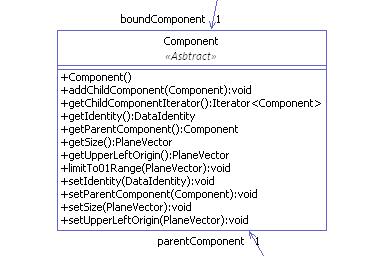 boundComponent 1
Component
«Asbtract»
+Component()
+addChildComponent(Component):void
+getChildComponentIterator():Iterator<Component>
+getIdentity():DataIdentity
+getParentComponent():Component
+getSize():PlaneVector
+getUpperLeftOrigin():PlaneVector
+limitTo01Range(PlaneVector):void
+setIdentity(DataIdentity):void
+setParentComponent(Component):void
+setSize(PlaneVector):void
+setUpperLeftOrigin(PlaneVector):void
parentComponent 1